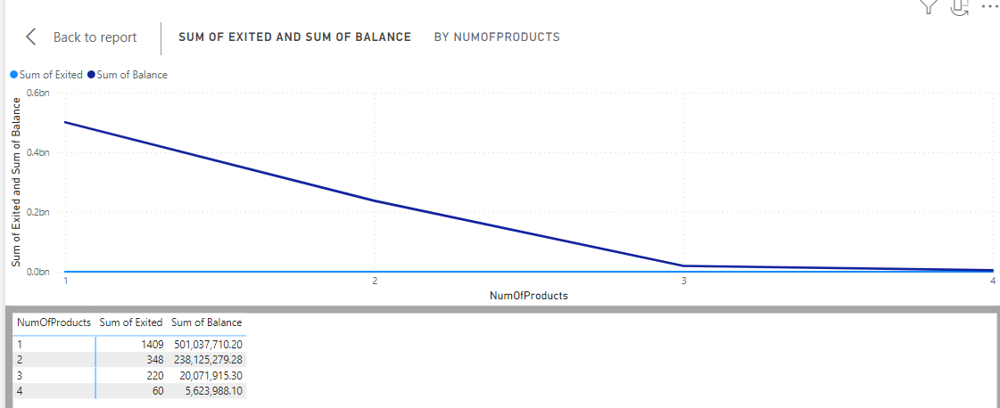 Back to report
SUM OF EXITED AND SUM OF BALANCE BY NUMOFPRODUCTS
Sum of Exited Sum of Balance
Sum of Exited and Sum of Balance
0.6bn
0.4bn
0.2bn
0.0bn
1 2 3 4
NumOfProducts
NumOfProducts Sum of Exited Sum of Balance
1 1409 501,037,710.20
2 348 238,125,279.28
3 220 20,071,915.30
4 60 5,623,988.10